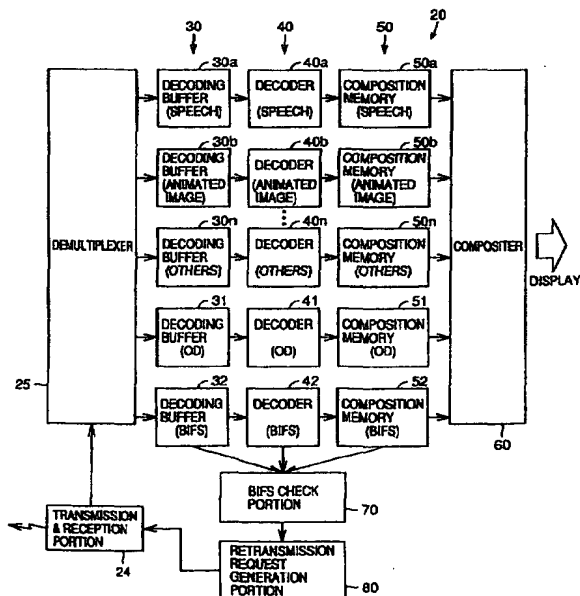 30
40
50
20
30a
40a
50a
DECODING
BUFFER
(SPEECH)
DECODER
(SPEECH)
COMPOSITION
MEMORY
(SPEECH)
30b
40b
50b
DECODING
BUFFER
(ANIMATED
IMAGE)
DECODER
(ANIMATED
IMAGE)
COMPOSITION
MEMORY
(ANIMATED
IMAGE)
30n
40n
50n
DEMULTIPLEXER
DECODING
BUFFER
(OTHERS)
DECODER
(OTHERS)
COMPOSITION
MEMORY
(OTHERS)
COMPOSITER
DISPLAY
31
41
51
DECODING
BUFFER
(OD)
DECODER
(OD)
COMPOSITION
MEMORY
(OD)
25
32
42
52
DECODING
BUFFER
(BIFS)
DECODER
(BIFS)
COMPOSITION
MEMORY
(BIFS)
60
BIFS CHECK
PORTION
70
TRANSMISSION
& RECEPTION
PORTION
24
RETRANSMISSION
REQUEST
GENERATION
PORTION
80